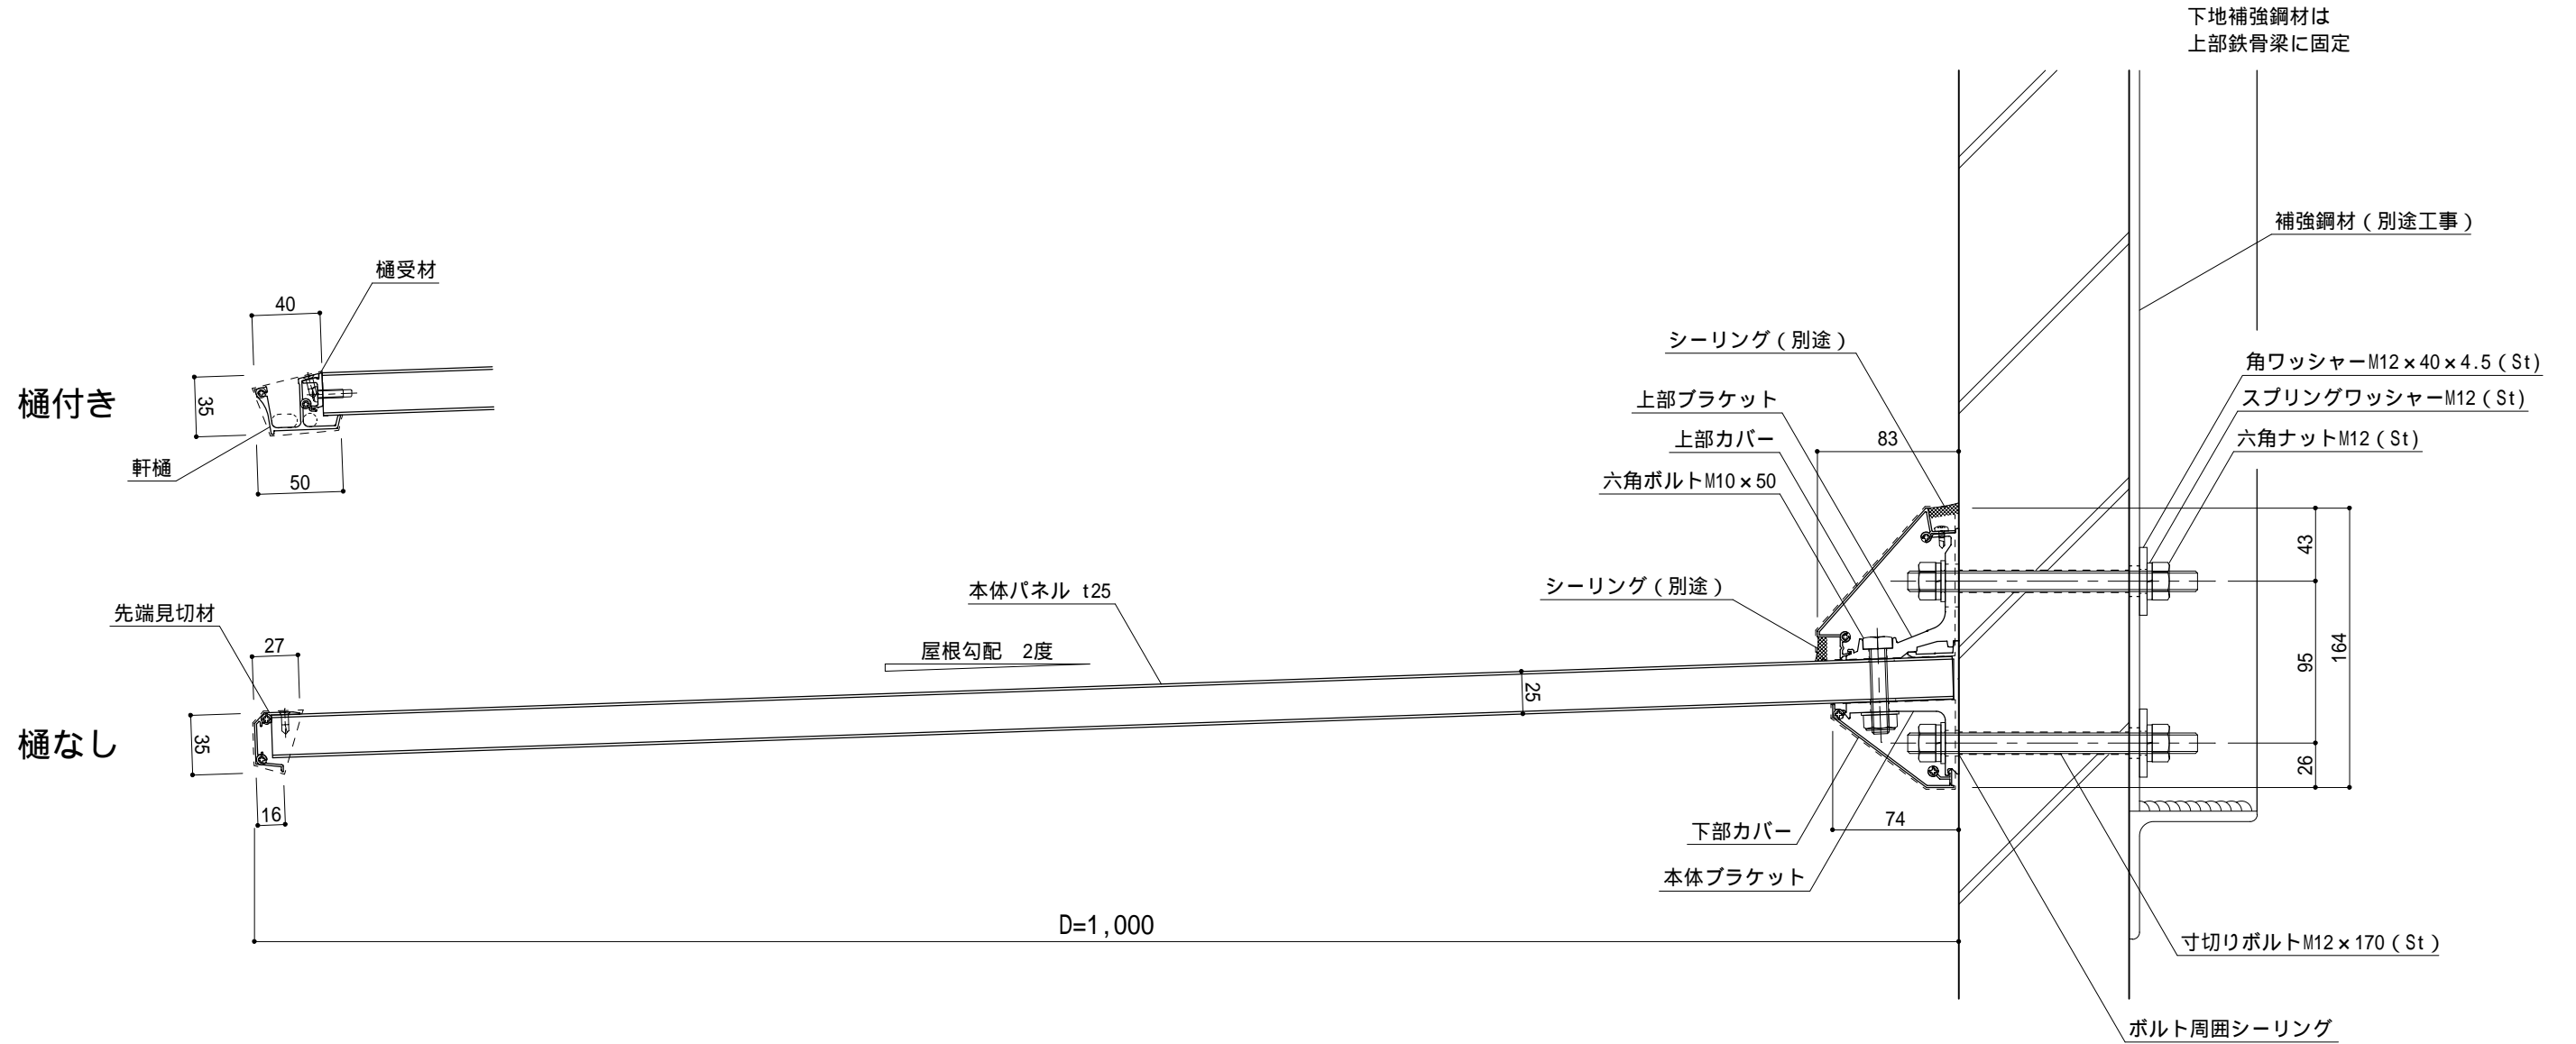 下地補強鋼材は
上部鉄骨梁に固定
補強鋼材(別途工事)
樋受材
40
シーリング(別途)
角ワッシャーM12×40×4.5(St)
樋付き
35
上部ブラケット
スプリングワッシャーM12(St)
上部カバー
83
六角ナットM12(St)
軒樋
50
六角ボルトM10×50
43
本体パネル t25
シーリング(別途)
先端見切材
27
屋根勾配 2度
164
95
25
樋なし
35
26
16
74
下部カバー
本体ブラケット
D=1,000
寸切りボルトM12×170(St)
ボルト周囲シーリング